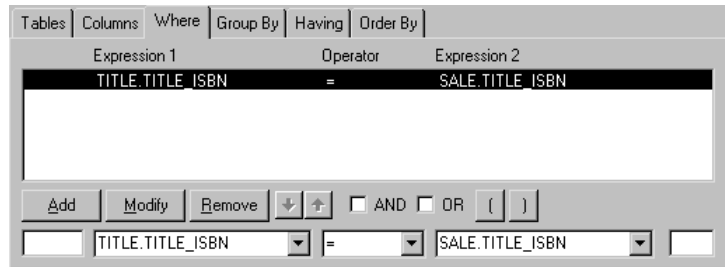 Tables Columns Where Group By Having Order By
Expression 1 Operator Expression 2
TITLE.TITLE_ISBN = SALE.TITLE_ISBN
Add Modify Remove AND OR ( )
TITLE.TITLE_ISBN = SALE.TITLE_ISBN